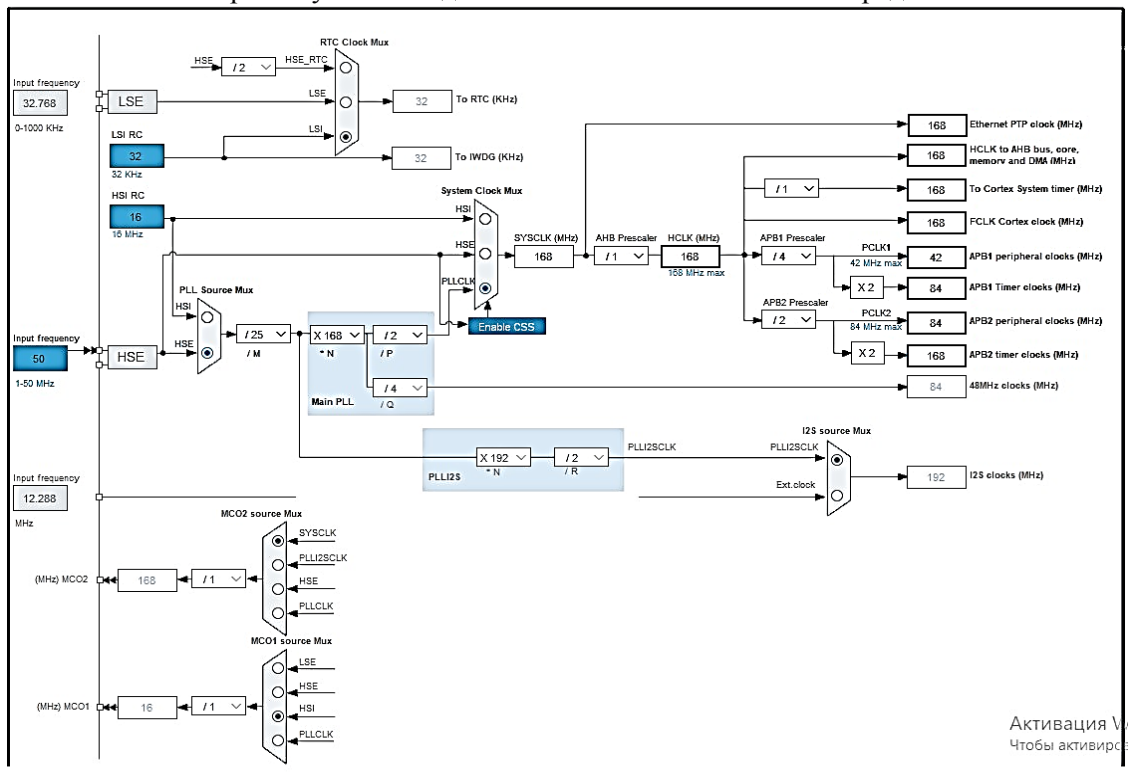 RTC Clock Mux
HSE
/ 2
HSE_RTC
Input frequency
32.768
0-1000 KHz
LSE
LSE
32
To RTC (KHz)
LSI RC
32
32 KHz
LSI
32
To IWDG (KHz)
HSI RC
16
16 MHz
System Clock Mux
HSI
HSE
PLLCLK
SYSCLK (MHz)
168
AHB Prescaler
/ 1
HCLK (MHz)
168
168 MHz max
168
Ethernet PTP clock (MHz)
168
HCLK to AHB bus, core,
memory and DMA (MHz)
/ 1
168
To Cortex System timer (MHz)
168
FCLK Cortex clock (MHz)
APB1 Prescaler
/ 4
PCLK1
42 MHz max
42
APB1 peripheral clocks (MHz)
X 2
84
APB1 Timer clocks (MHz)
APB2 Prescaler
/ 2
PCLK2
84 MHz max
84
APB2 peripheral clocks (MHz)
X 2
168
APB2 timer clocks (MHz)
PLL Source Mux
HSI
HSE
Input frequency
50
1-50 MHz
HSE
/ 25
/ M
X 168
* N
/ 2
/ P
/ 4
/ Q
Main PLL
Enable CSS
84
48MHz clocks (MHz)
X 192
* N
/ 2
/ R
PLLI2S
PLLI2SCLK
I2S source Mux
PLLI2SCLK
Ext.clock
192
I2S clocks (MHz)
Input frequency
12.288
MHz
MCO2 source Mux
SYSCLK
PLLI2SCLK
HSE
PLLCLK
(MHz) MCO2
168
/ 1
MCO1 source Mux
LSE
HSE
HSI
PLLCLK
(MHz) MCO1
16
/ 1
Активация
Чтобы